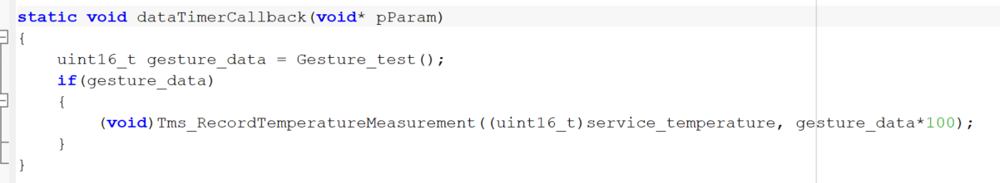 static void dataTimerCallback(void* pParam)
{
    uint16_t gesture_data = Gesture_test();
    if(gesture_data)
    {
        (void)Tms_RecordTemperatureMeasurement((uint16_t)service_temperature, gesture_data*100);
    }
}